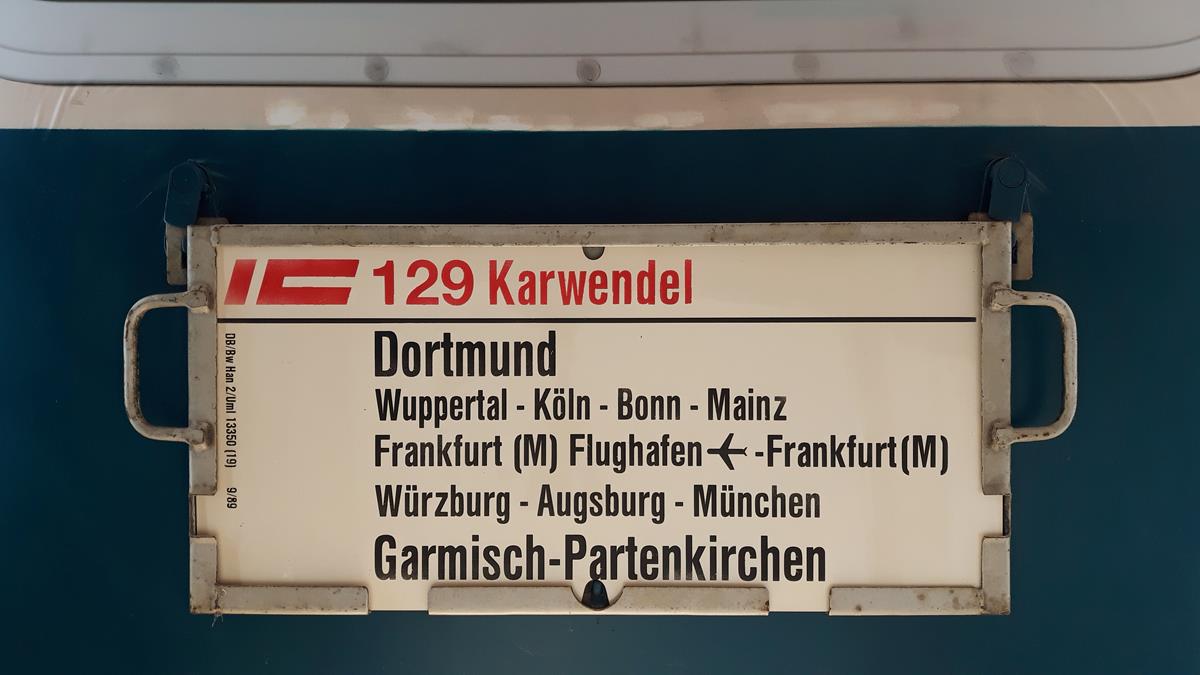 IC 129 Karwendel
Dortmund
Wuppertal - Köln - Bonn - Mainz
Frankfurt (M) Flughafen ✈ -Frankfurt(M)
Würzburg - Augsburg - München
Garmisch-Partenkirchen
DB/Bw Han 2/Uml 1335D (19) 9/89